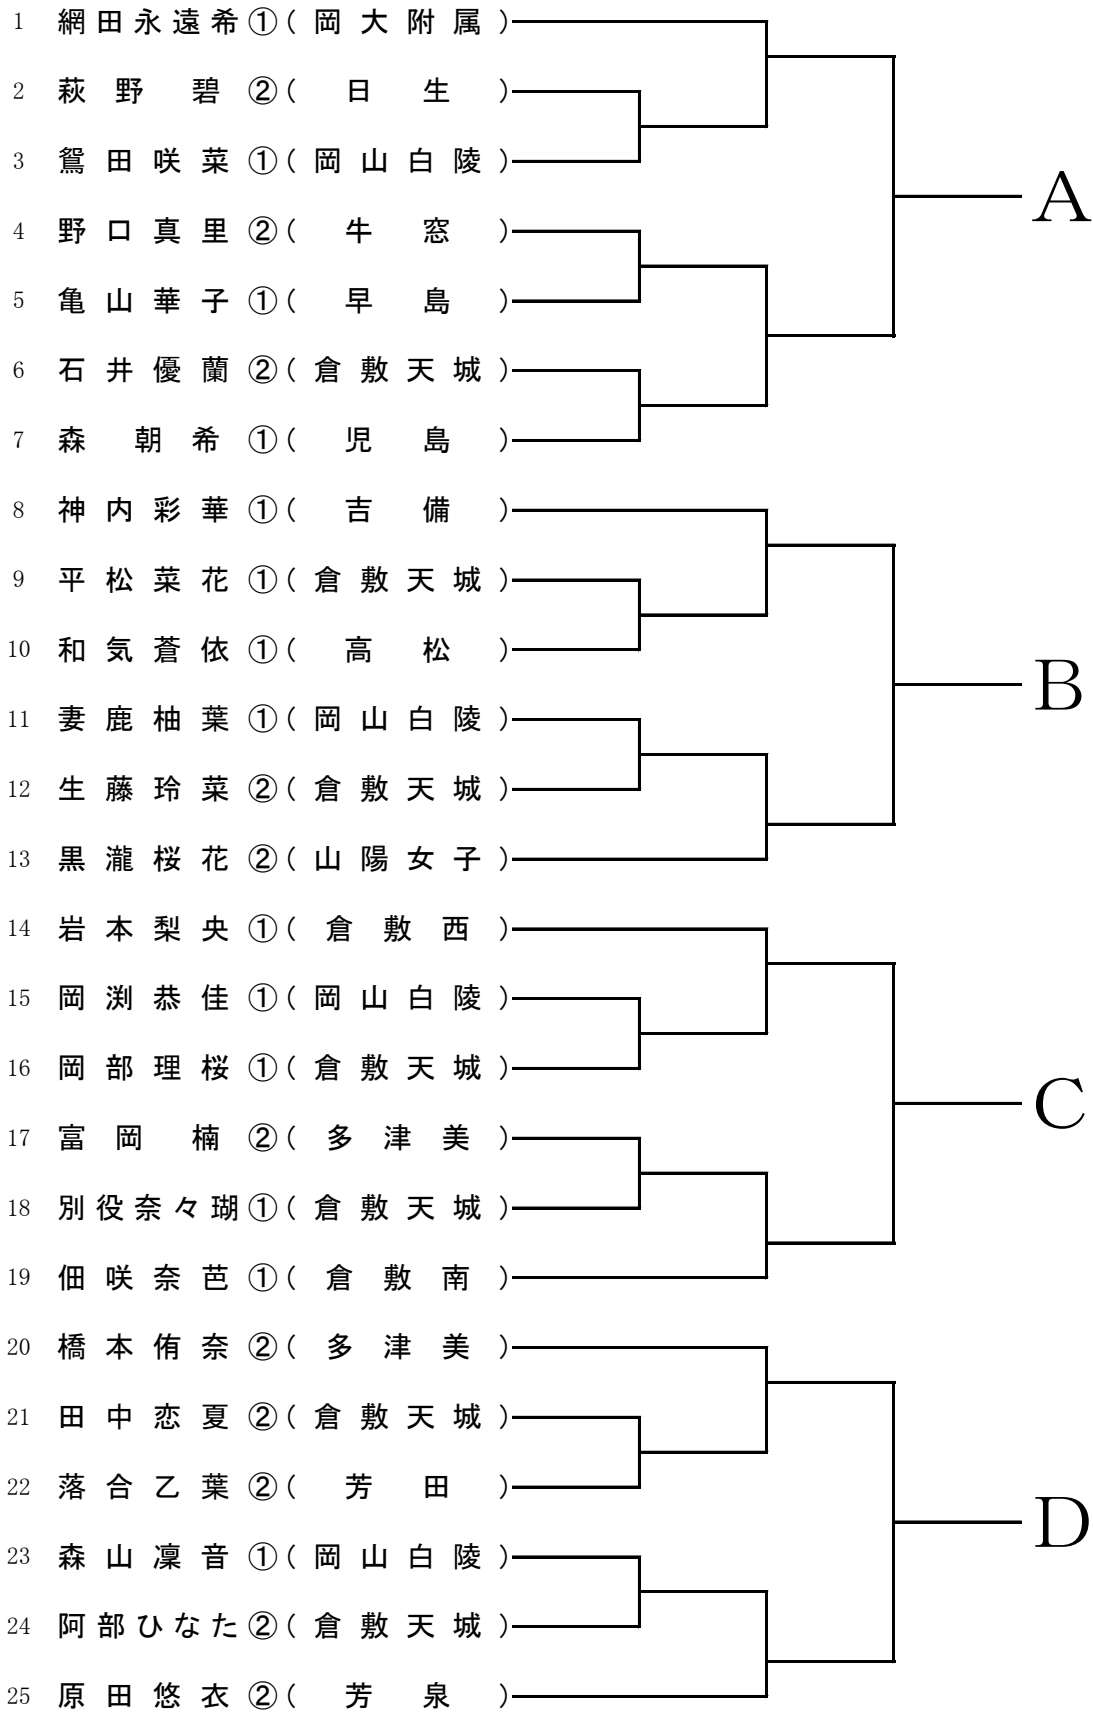 1 網田永遠希①(岡大附属)
2 萩野碧②(日生)
3 鴛田咲菜①(岡山白陵)
A
4 野口真里②(牛窓)
5 亀山華子①(早島)
6 石井優蘭②(倉敷天城)
7 森朝希①(児島)
8 神内彩華①(吉備)
9 平松菜花①(倉敷天城)
10 和気蒼依①(高松)
B
11 妻鹿柚葉①(岡山白陵)
12 生藤玲菜②(倉敷天城)
13 黒瀧桜花②(山陽女子)
14 岩本梨央①(倉敷西)
15 岡渕恭佳①(岡山白陵)
16 岡部理桜①(倉敷天城)
C
17 富岡楠②(多津美)
18 別役奈々瑚①(倉敷天城)
19 佃咲奈芭①(倉敷南)
20 橋本侑奈②(多津美)
21 田中恋夏②(倉敷天城)
22 落合乙葉②(芳田)
D
23 森山凜音①(岡山白陵)
24 阿部ひなた②(倉敷天城)
25 原田悠衣②(芳泉)